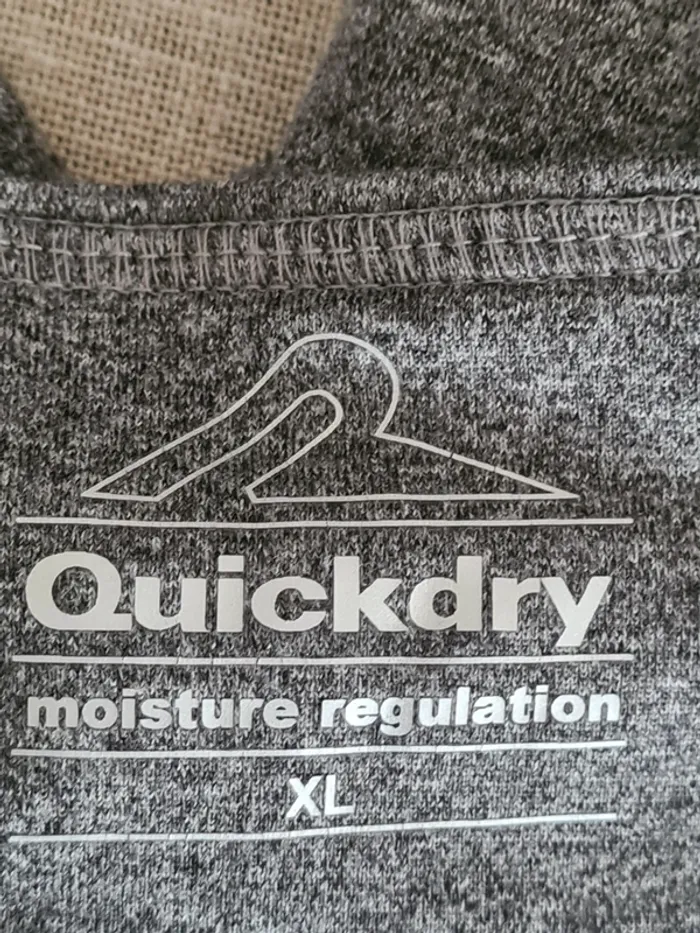 Quickdry
moisture regulation
XL